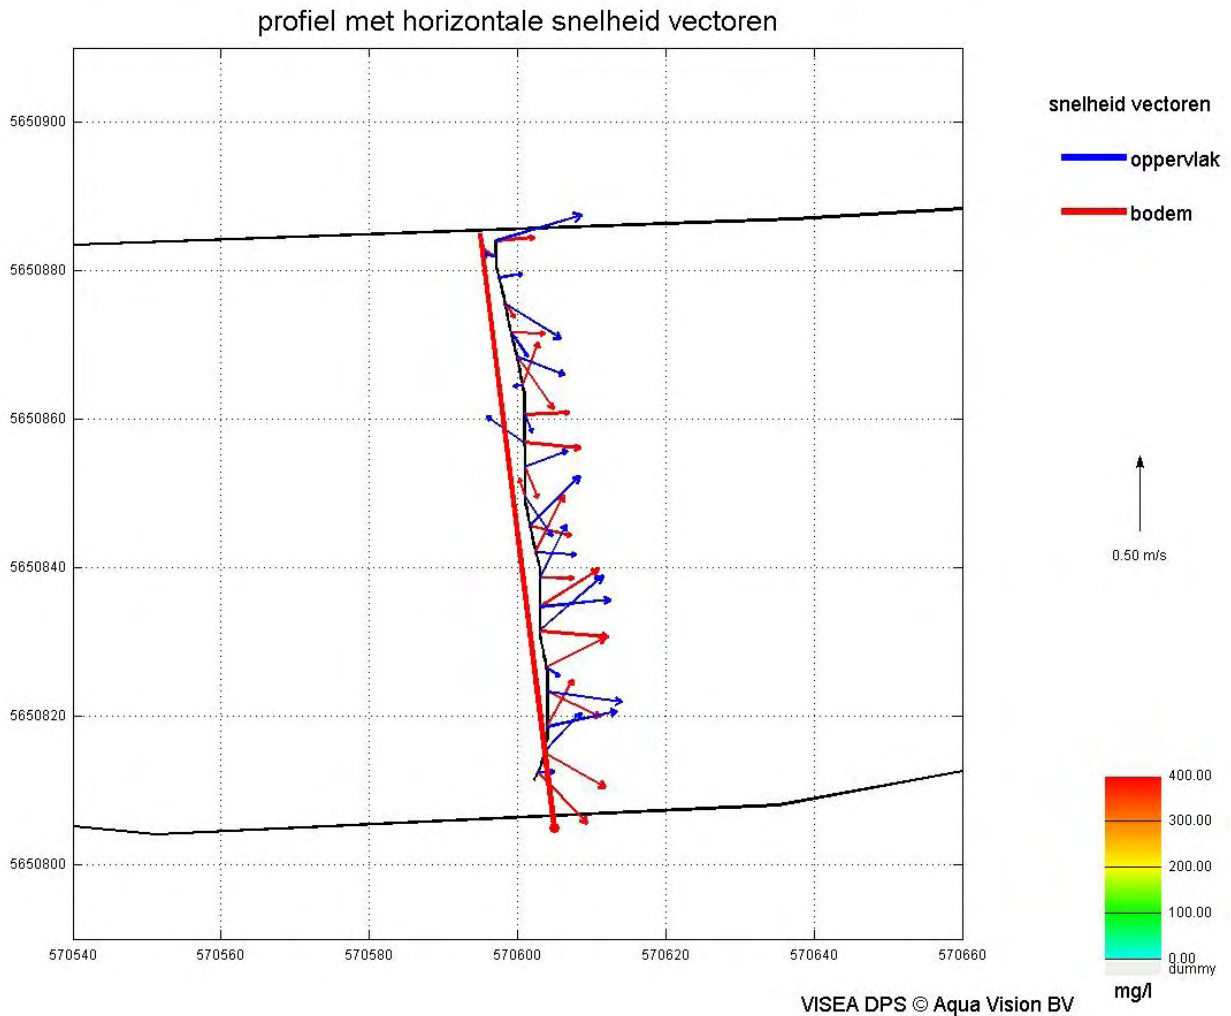 profiel met horizontale snelheid vectoren
snelheid vectoren
oppervlak
bodem
5650900
5650880
5650860
5650840
5650820
5650800
0.50 m/s
400.00
300.00
200.00
100.00
0.00
dummy
mg/l
570540 570560 570580 570600 570620 570640 570660
VISEA DPS © Aqua Vision BV